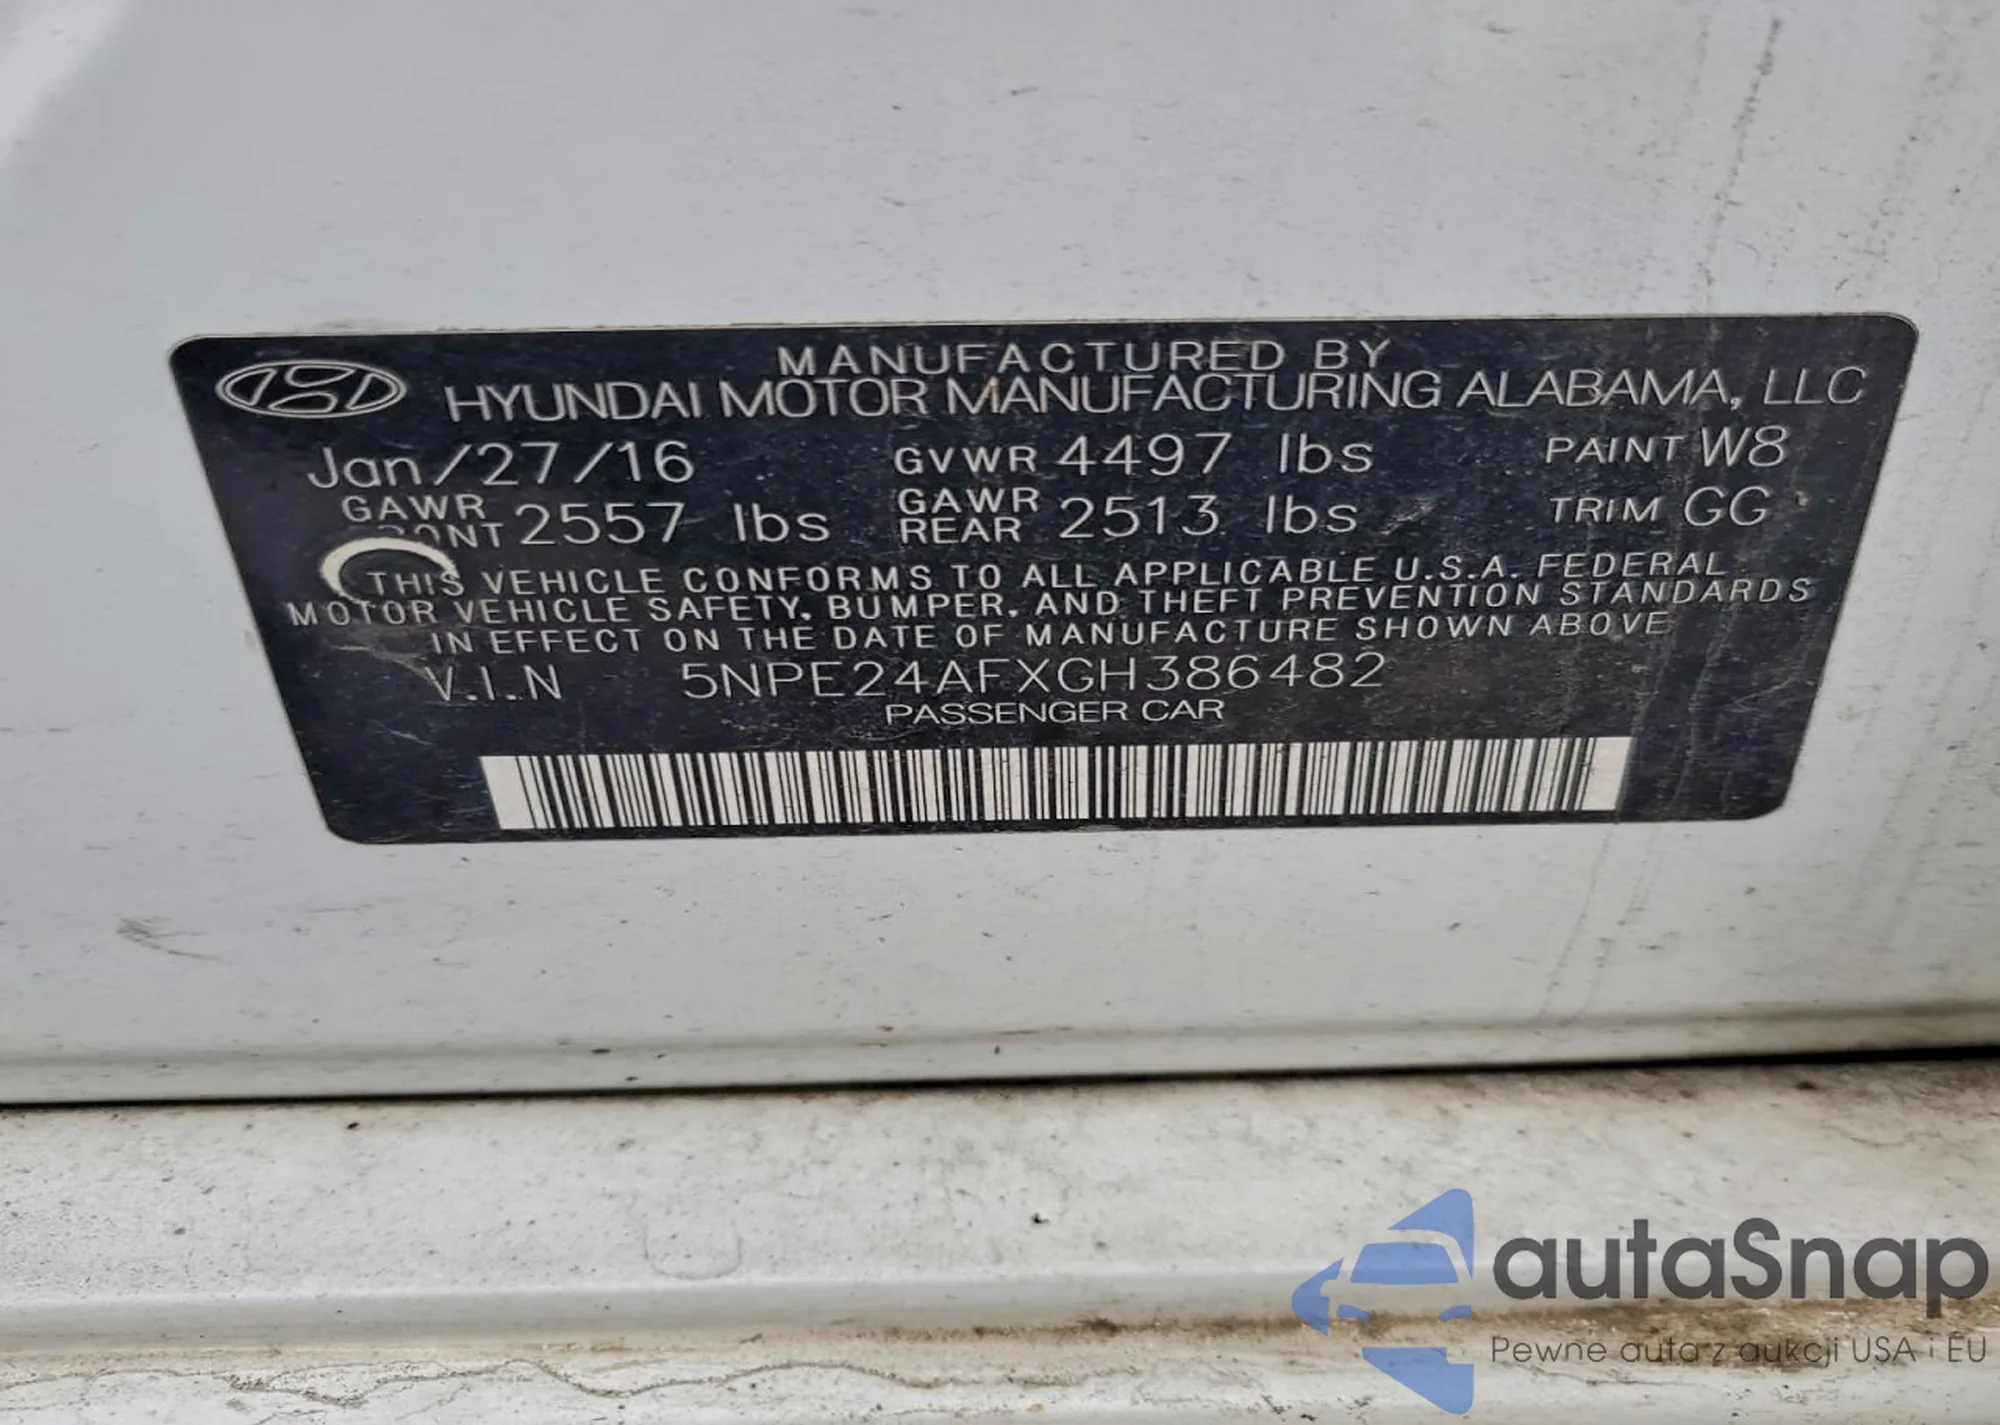 MANUFACTURED BY
HYUNDAI MOTOR MANUFACTURING ALABAMA, LLC
Jan/27/16 GVWR 4497 lbs PAINT W8
GAWR FRONT 2557 lbs GAWR REAR 2513 lbs TRIM GG
THIS VEHICLE CONFORMS TO ALL APPLICABLE U.S.A. FEDERAL
MOTOR VEHICLE SAFETY, BUMPER, AND THEFT PREVENTION STANDARDS
IN EFFECT ON THE DATE OF MANUFACTURE SHOWN ABOVE
V.I.N 5NPE24AFXGH386482
PASSENGER CAR
autaSnap
Pewne auta z aukcji USA i EU